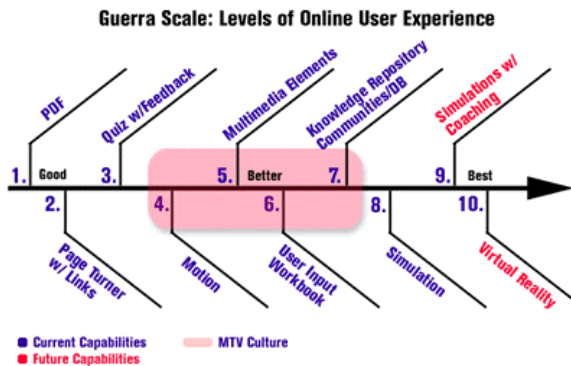 Guerra Scale: Levels of Online User Experience
PDF
Quiz w/Feedback
Multimedia Elements
Knowledge Repository
Communities/DB
Simulations w/
Coaching
1. Good 3. 5. Better 7. 9. Best
2. 4. 6. 8. 10.
Page Turner
w/ Links
Motion
User Input
Workbook
Simulation
Virtual Reality
Current Capabilities
MTV Culture
Future Capabilities